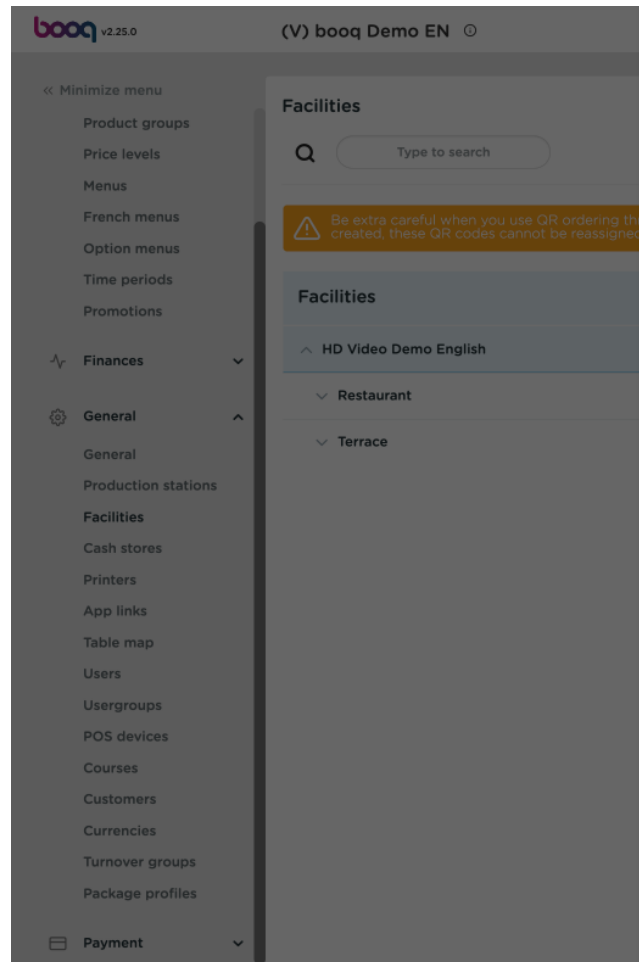 booq v2.25.0
(V) booq Demo EN
Minimize menu
Product groups
Price levels
Menus
French menus
Option menus
Time periods
Promotions
Finances
General
General
Production stations
Facilities
Cash stores
Printers
App links
Table map
Users
Usergroups
POS devices
Courses
Customers
Currencies
Turnover groups
Package profiles
Payment
Facilities
Type to search
Be extra careful when you use QR ordering
created, these QR codes cannot be reassigned
Facilities
HD Video Demo English
Restaurant
Terrace